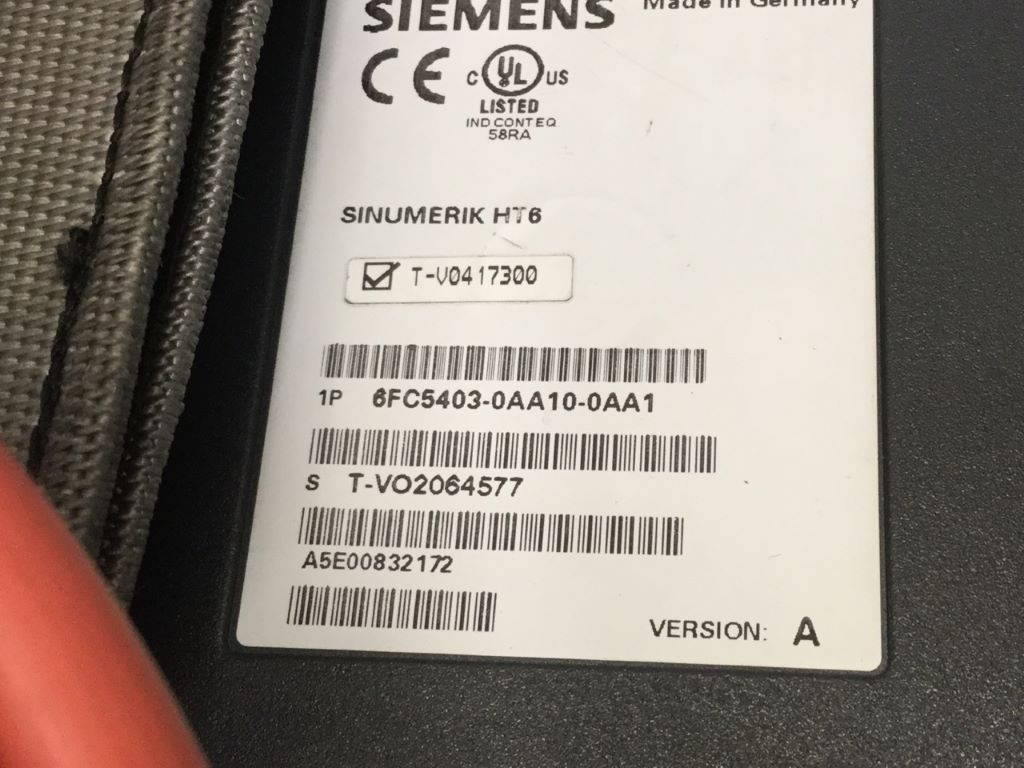 SIEMENS
Made in Germany
CE
C UL US
LISTED
IND CONT EQ
58RA
SINUMERIK HT6
T-V0417300
1P 6FC5403-0AA10-0AA1
S T-VO2064577
A5E00832172
VERSION: A